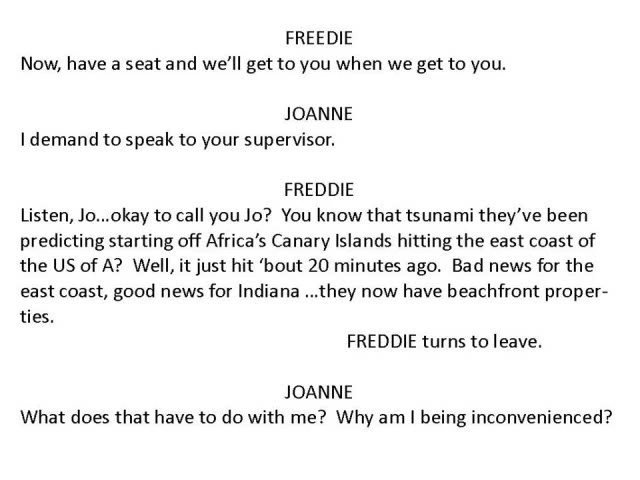 FREEDIE
Now, have a seat and we’ll get to you when we get to you.
JOANNE
I demand to speak to your supervisor.
FREDDIE
Listen, Jo...okay to call you Jo?  You know that tsunami they’ve been
predicting starting off Africa’s Canary Islands hitting the east coast of
the US of A?  Well, it just hit ‘bout 20 minutes ago.  Bad news for the
east coast, good news for Indiana ...they now have beachfront proper-
ties.
FREDDIE turns to leave.
JOANNE
What does that have to do with me?  Why am I being inconvenienced?